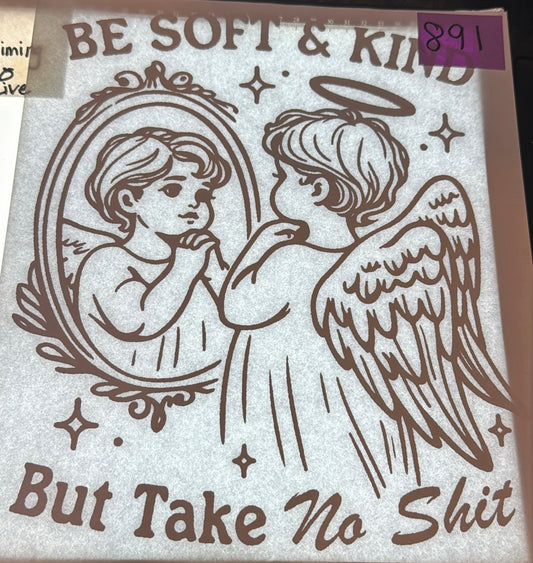 BE SOFT & KIND
891
But Take No Shit